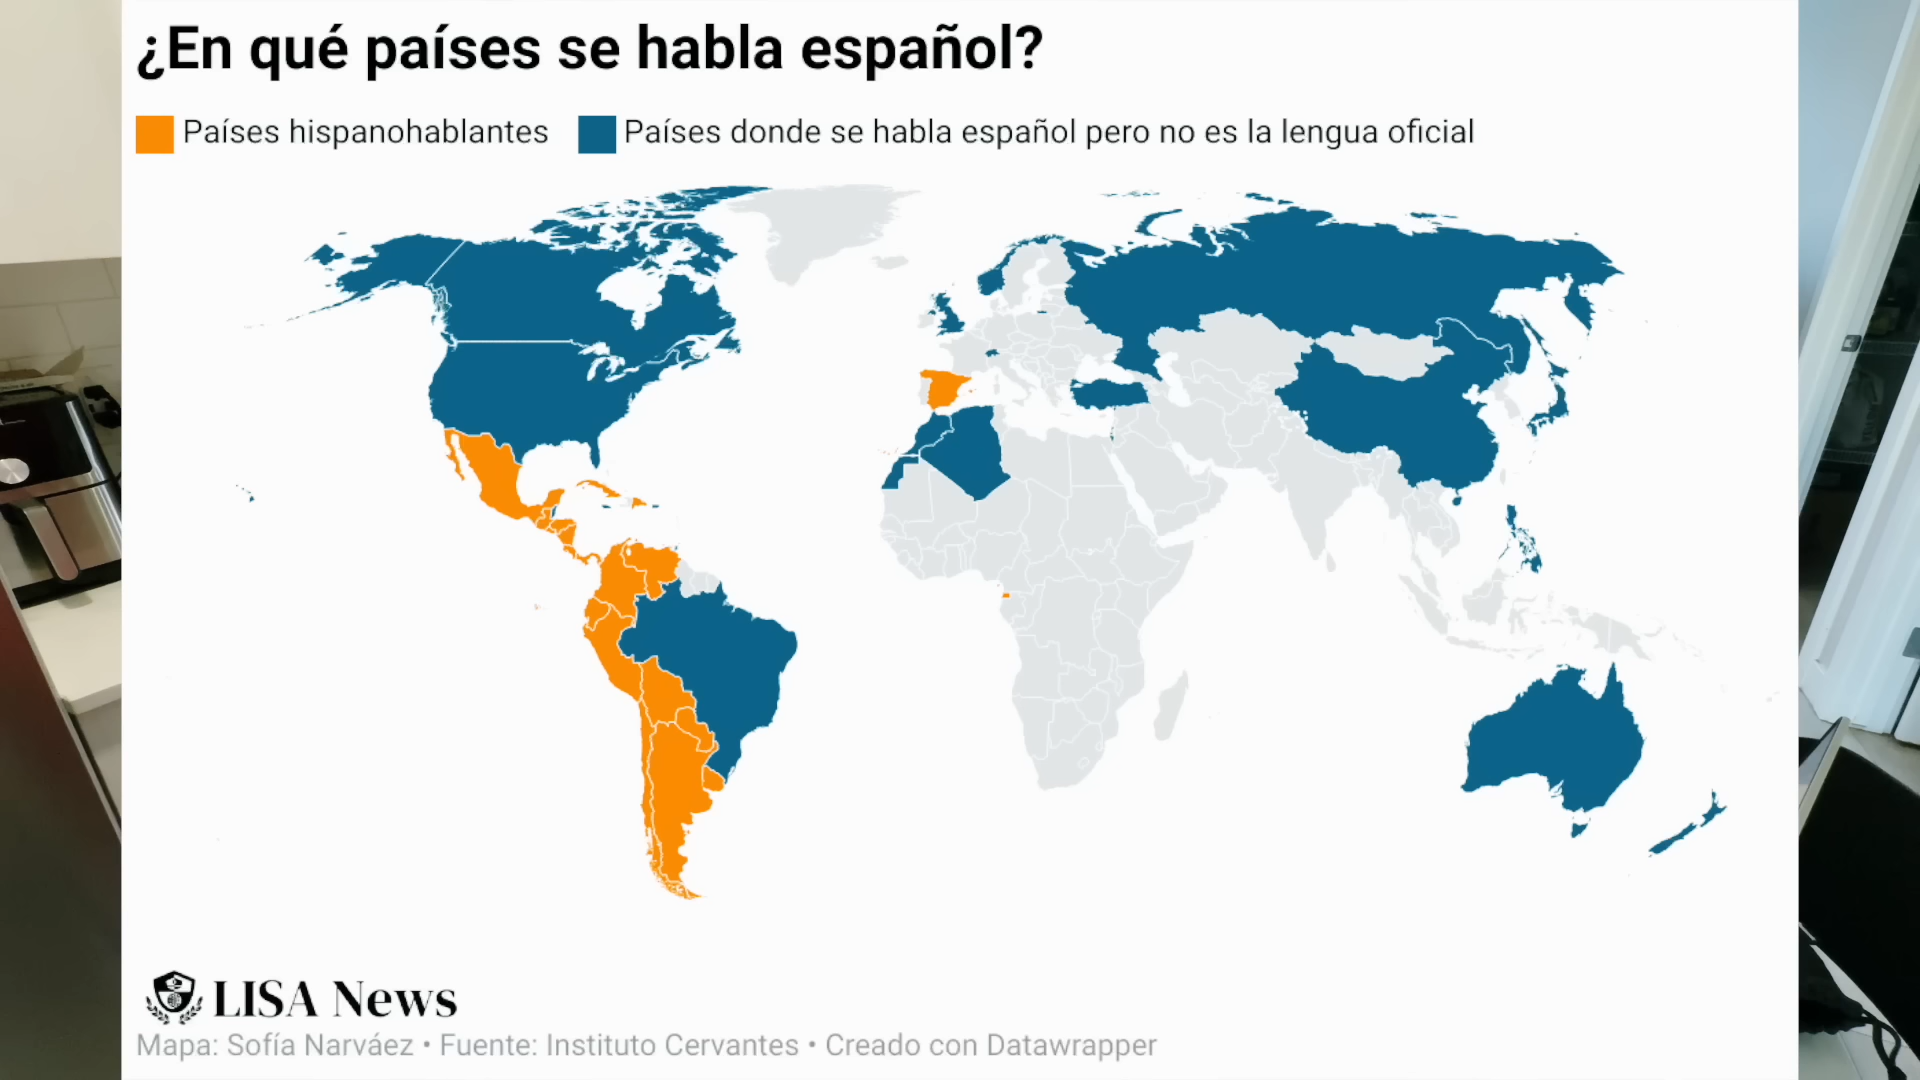 ¿En qué países se habla español?
Países hispanohablantes
Países donde se habla español pero no es la lengua oficial
LISA News
Mapa: Sofía Narváez • Fuente: Instituto Cervantes • Creado con Datawrapper